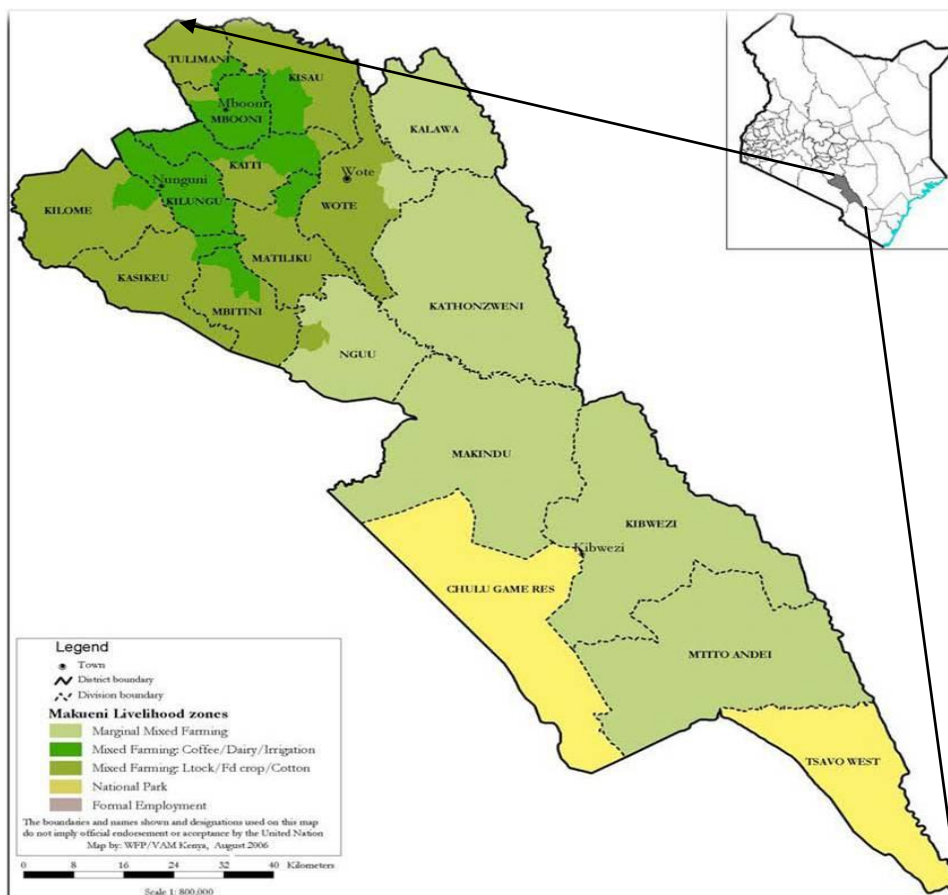 TULIMANI
KISAU
Mbooni
MBOONI
KALAWA
KAITI
Nunguni
Wote
KILUNGU
WOTE
KILOME
MATILIKU
KASIKEU
MBITINI
KATHONZWENI
NGUU
MAKINDU
KIBWEZI
Kibwezi
CHULU GAME RES
MTITO ANDEI
TSAVO WEST
Legend
Town
District boundary
Division boundary
Makueni Livelihood zones
Marginal Mixed Farming
Mixed Farming: Coffee/Dairy/Irrigation
Mixed Farming: Ltock/Fd crop/Cotton
National Park
Formal Employment
The boundaries and names shown and designations used on this map
do not imply official endorsement or acceptance by the United Nation
Map by: WFP/VAM Kenya, August 2006
0 8 16 24 32 40 Kilometers
Scale 1: 800,000